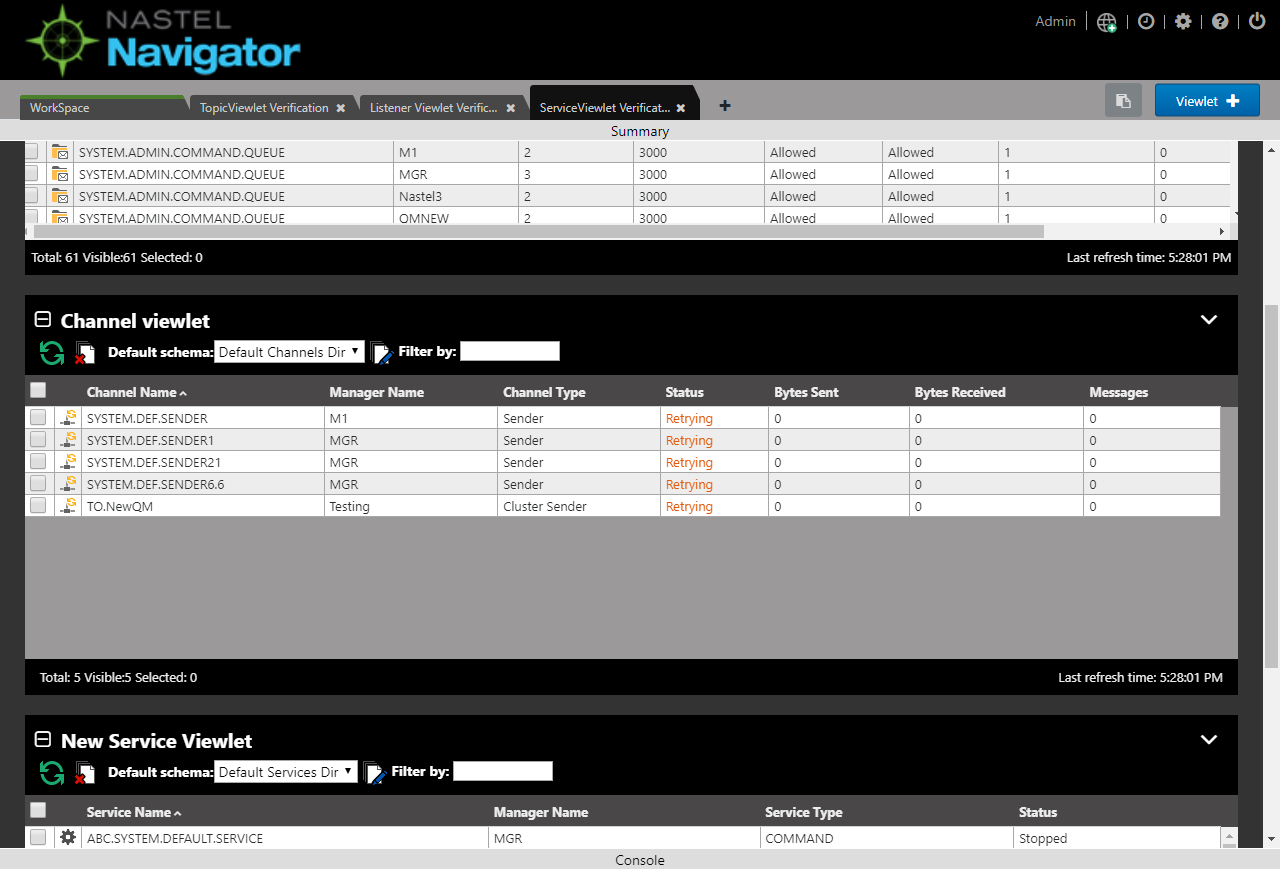 NASTEL
Navigator
Admin
WorkSpace TopicViewlet Verification Listener Viewlet Verific... ServiceViewlet Verificat... Viewlet
Summary
SYSTEM.ADMIN.COMMAND.QUEUE M1 2 3000 Allowed Allowed 1 0
SYSTEM.ADMIN.COMMAND.QUEUE MGR 3 3000 Allowed Allowed 1 0
SYSTEM.ADMIN.COMMAND.QUEUE Nastel3 2 3000 Allowed Allowed 1 0
SYSTEM.ADMIN.COMMAND.QUEUE QMNEW 2 3000 Allowed Allowed 1 0
Total: 61 Visible:61 Selected: 0 Last refresh time: 5:28:01 PM
Channel viewlet
Default schema: Default Channels Dir Filter by:
Channel Name Manager Name Channel Type Status Bytes Sent Bytes Received Messages
SYSTEM.DEF.SENDER M1 Sender Retrying 0 0 0
SYSTEM.DEF.SENDER1 MGR Sender Retrying 0 0 0
SYSTEM.DEF.SENDER21 MGR Sender Retrying 0 0 0
SYSTEM.DEF.SENDER6.6 MGR Sender Retrying 0 0 0
TO.NewQM Testing Cluster Sender Retrying 0 0 0
Total: 5 Visible:5 Selected: 0 Last refresh time: 5:28:01 PM
New Service Viewlet
Default schema: Default Services Dir Filter by:
Service Name Manager Name Service Type Status
ABC.SYSTEM.DEFAULT.SERVICE MGR COMMAND Stopped
Console